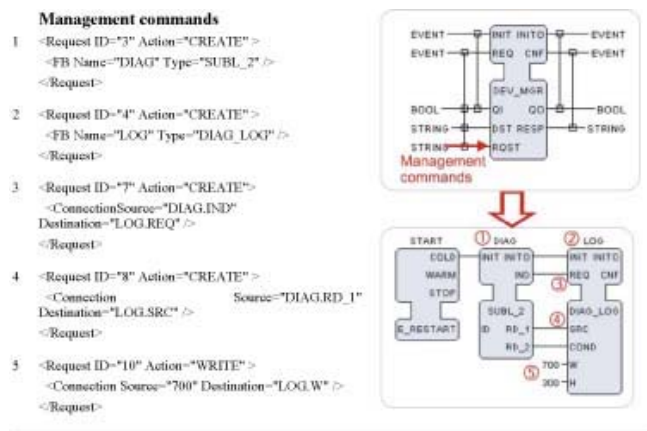 Management commands
1 <Request ID="3" Action="CREATE" >
<FB Name="DIAG" Type="SUBL_2" />
</Request>
2 <Request ID="4" Action="CREATE" >
<FB Name="LOG" Type="DIAG_LOG" />
</Request>
3 <Request ID="7" Action="CREATE">
<ConnectionSource="DIAG.IND"
Destination="LOG.REQ" />
</Request>
4 <Request ID="8" Action="CREATE" >
<Connection Source="DIAG.RD_1"
Destination="LOG.SRC" />
</Request>
5 <Request ID="10" Action="WRITE" >
<Connection Source="700" Destination="LOG.W" />
</Request>
EVENT INIT INITO EVENT
EVENT REQ CNF EVENT
DEV_MGR
BOOL QI QO BOOL
STRING DST RESP STRING
STRING RQST
Management
commands
START ① DIAG ② LOG
COLD INIT INITO INIT INITO
WARM IND REQ CNF
③
STOP
SUBL_2 ④ DIAG_LOG
E_RESTART ID RD_1 SRC
RD_2 COND
700 W
⑤
300 H